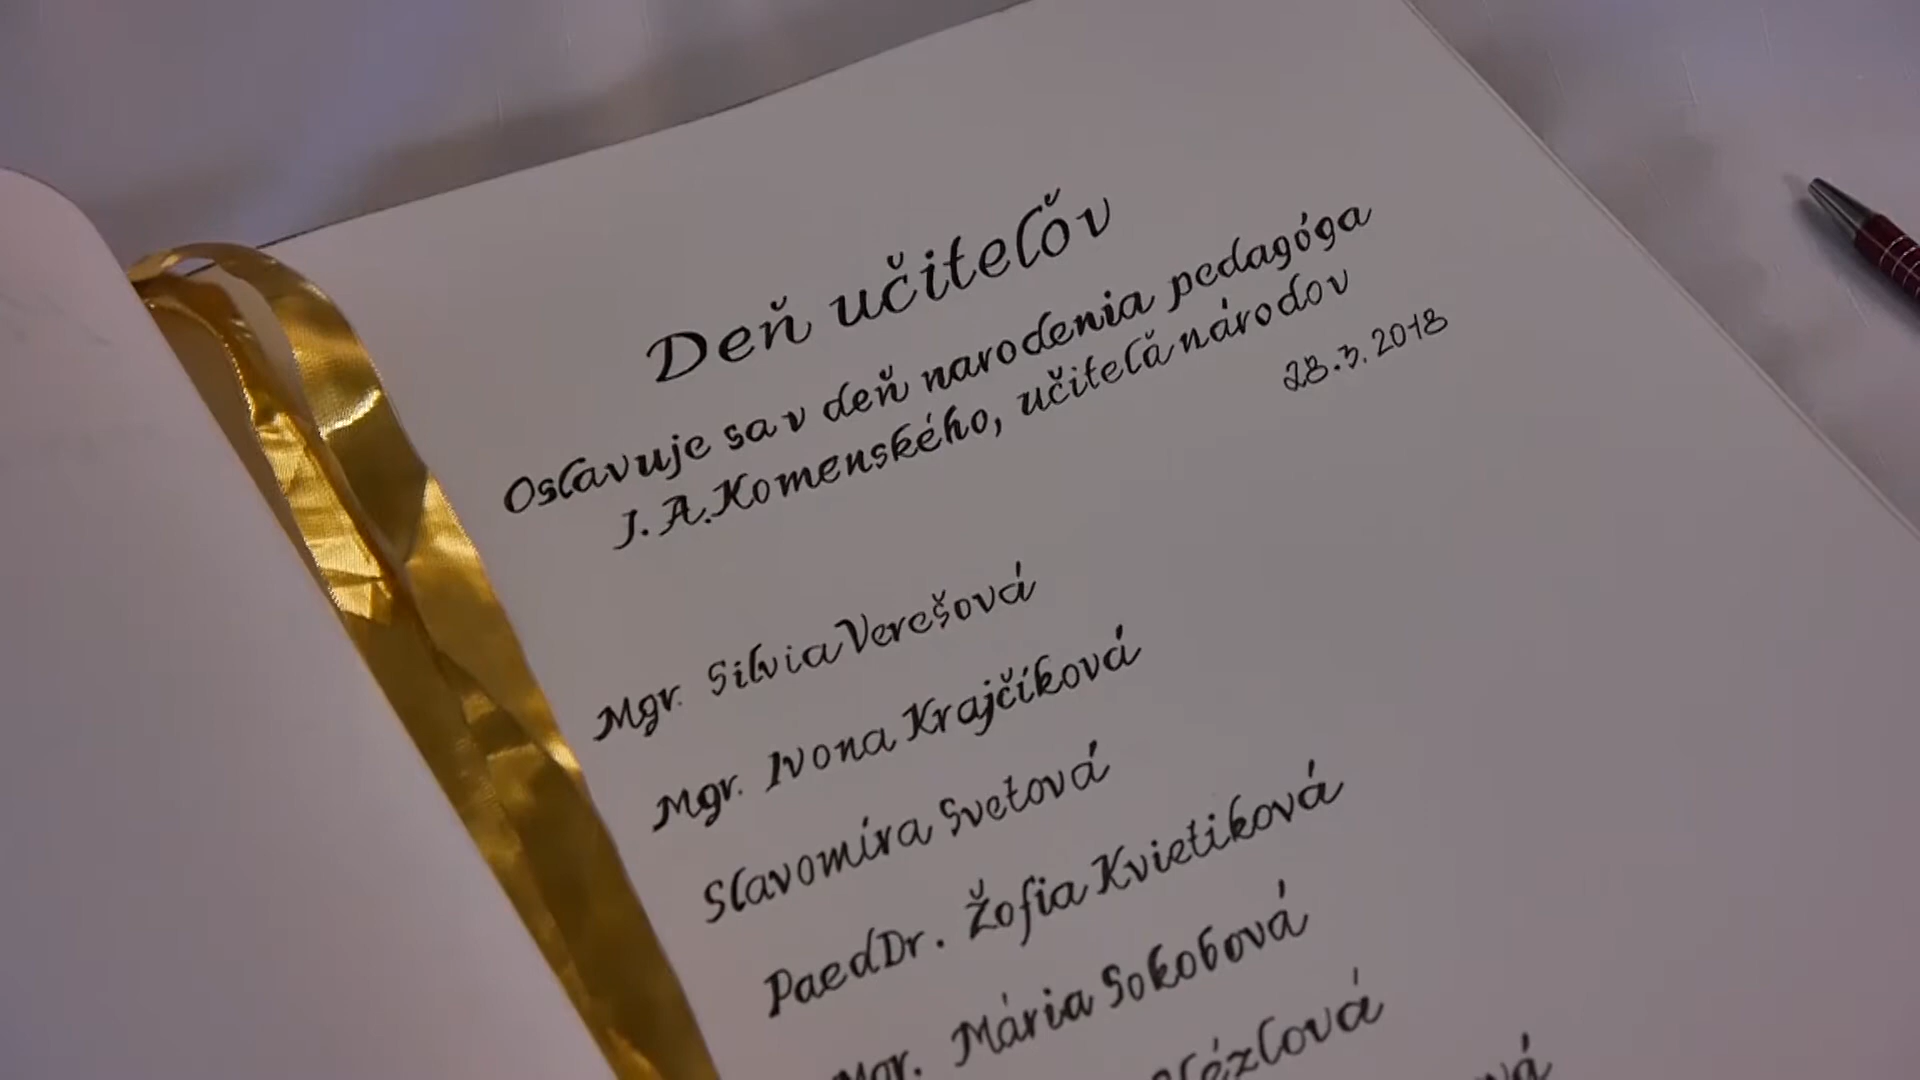 Deň učiteľov
Oslavuje sa v deň narodenia pedagóga
J. A. Komenského, učiteľa národov
28.3.2018
Mgr. Silvia Verešová
Mgr. Ivona Krajčíková
Slavomíra Svetová
PaedDr. Žofia Kvietiková
Mgr. Mária Sokobová